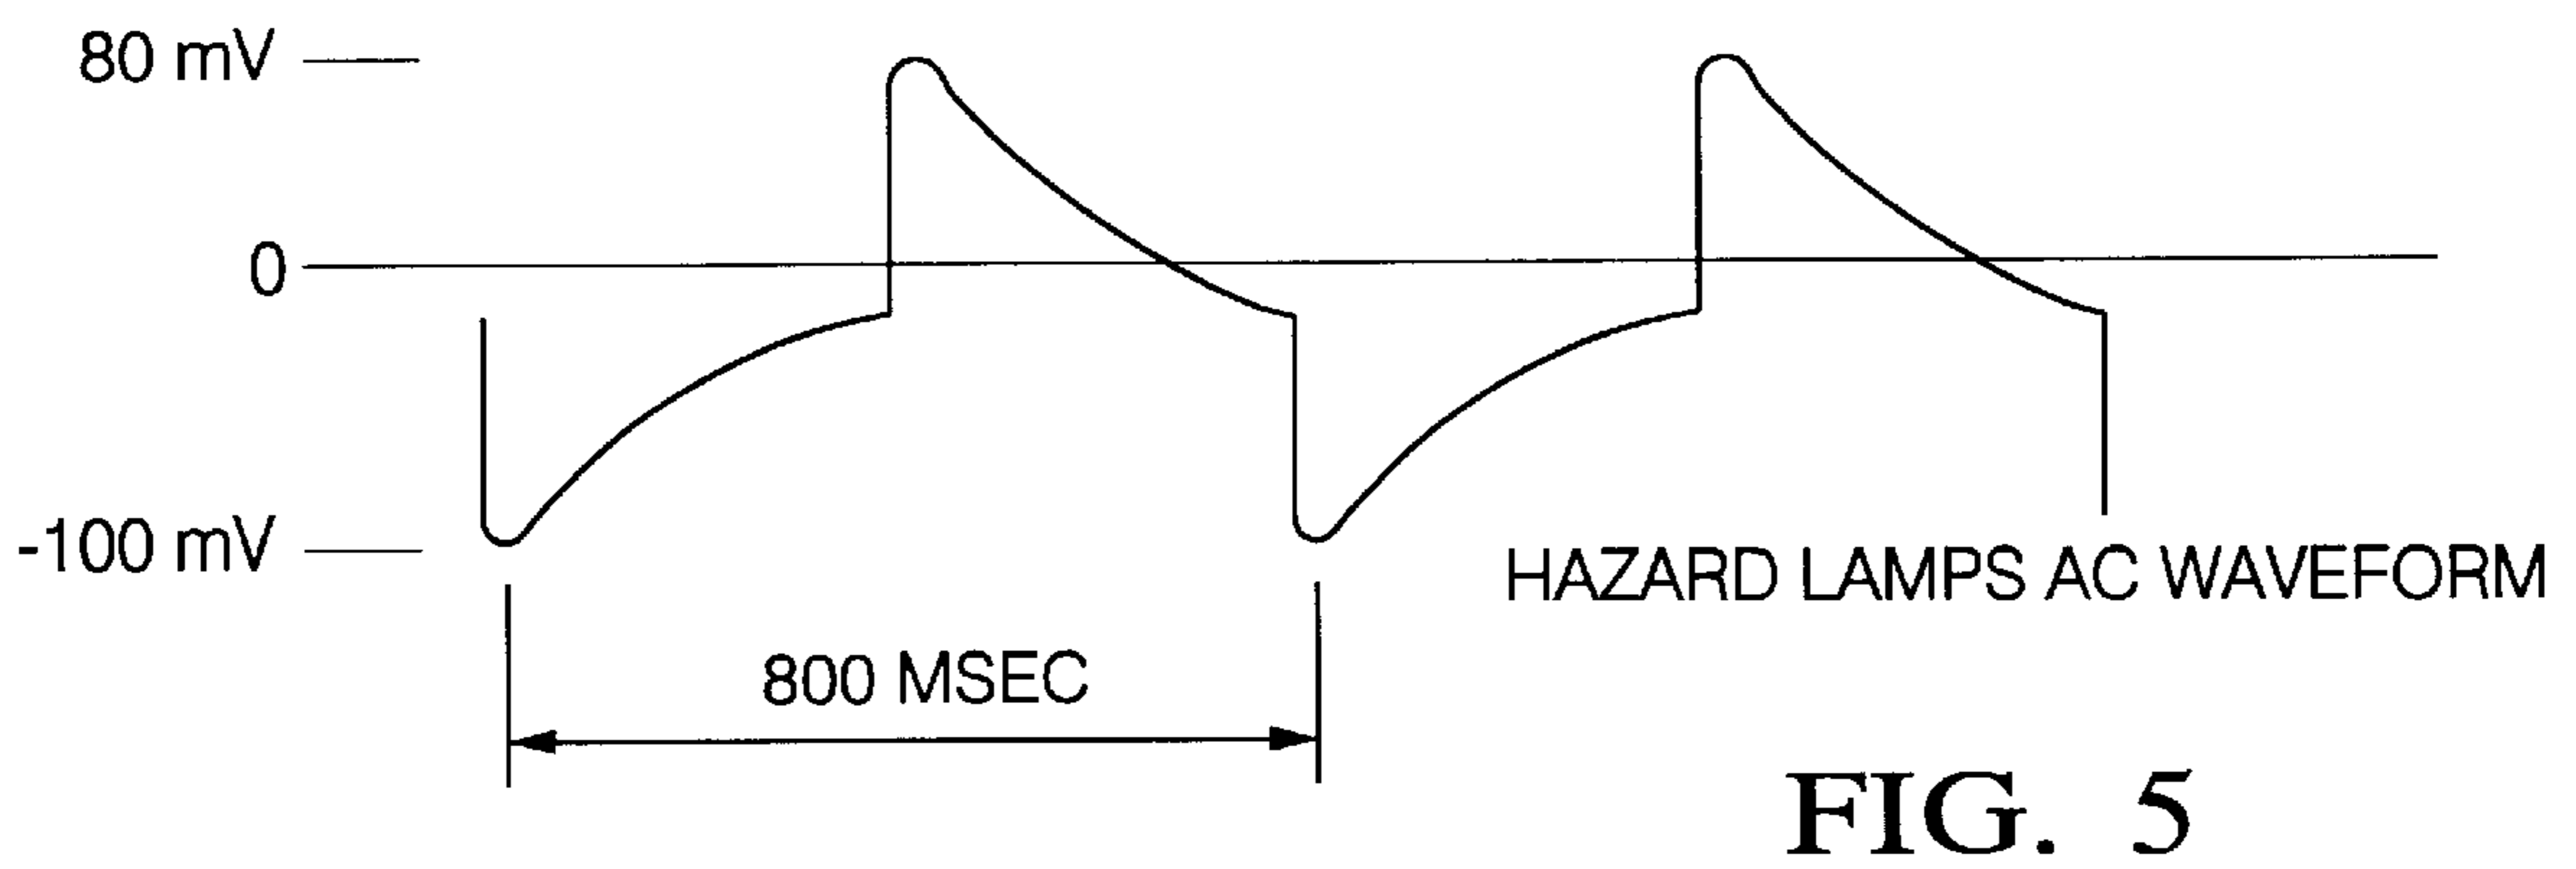 80 mV
0
-100 mV
HAZARD LAMPS AC WAVEFORM
800 MSEC
FIG. 5